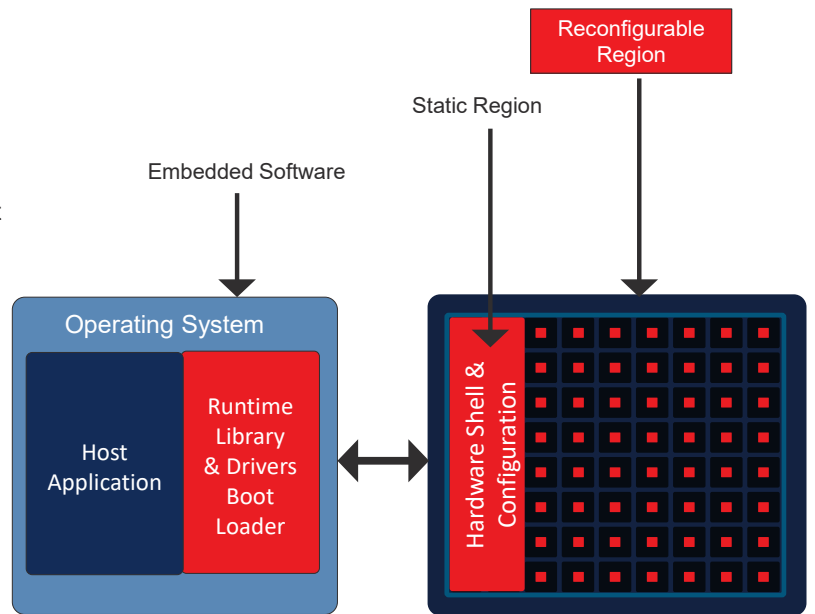 Reconfigurable
Region
Static Region
Embedded Software
Operating System
Host
Application
Runtime
Library
& Drivers
Boot
Loader
Hardware Shell &
Configuration